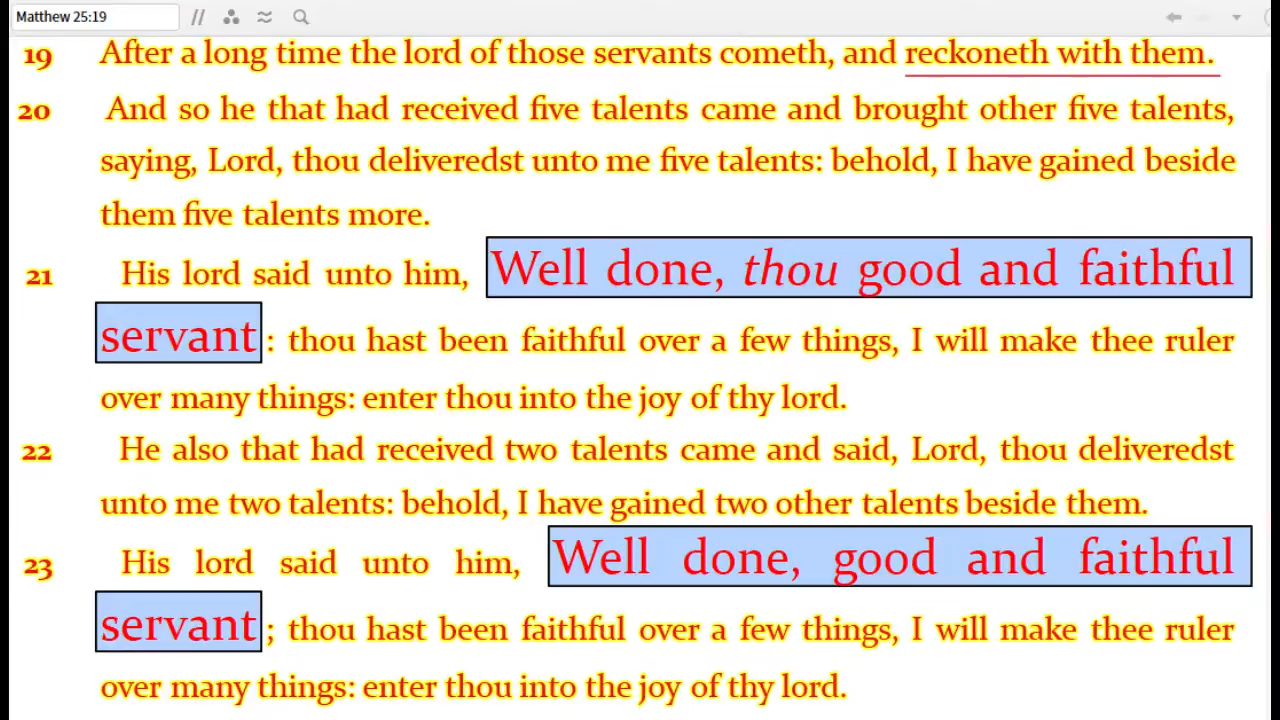 Matthew 25:19
19 After a long time the lord of those servants cometh, and reckoneth with them.
20 And so he that had received five talents came and brought other five talents,
saying, Lord, thou deliveredst unto me five talents: behold, I have gained beside
them five talents more.
21 His lord said unto him, Well done, thou good and faithful
servant: thou hast been faithful over a few things, I will make thee ruler
over many things: enter thou into the joy of thy lord.
22 He also that had received two talents came and said, Lord, thou deliveredst
unto me two talents: behold, I have gained two other talents beside them.
23 His lord said unto him, Well done, good and faithful
servant; thou hast been faithful over a few things, I will make thee ruler
over many things: enter thou into the joy of thy lord.